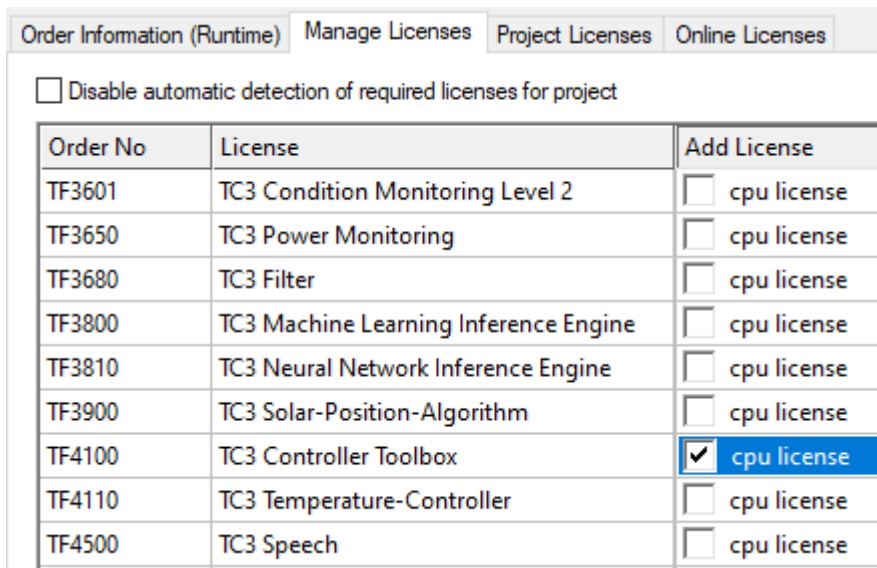 Order Information (Runtime) Manage Licenses Project Licenses Online Licenses
Disable automatic detection of required licenses for project
Order No License Add License
TF3601 TC3 Condition Monitoring Level 2 cpu license
TF3650 TC3 Power Monitoring cpu license
TF3680 TC3 Filter cpu license
TF3800 TC3 Machine Learning Inference Engine cpu license
TF3810 TC3 Neural Network Inference Engine cpu license
TF3900 TC3 Solar-Position-Algorithm cpu license
TF4100 TC3 Controller Toolbox cpu license
TF4110 TC3 Temperature-Controller cpu license
TF4500 TC3 Speech cpu license